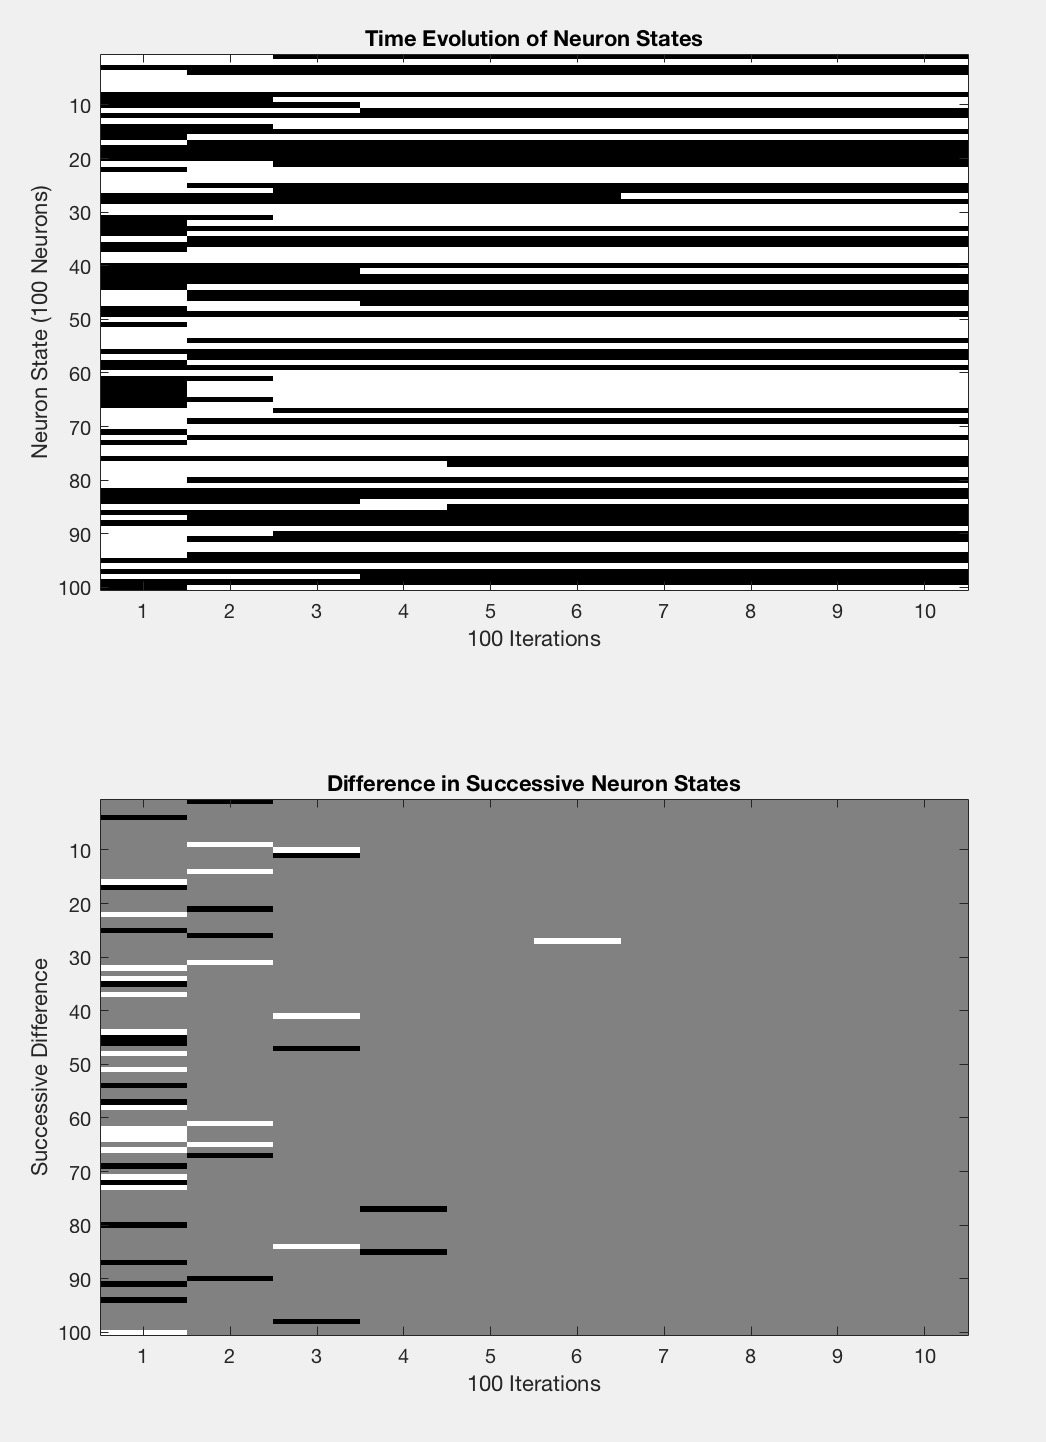 Time Evolution of Neuron States
Neuron State (100 Neurons)
10
20
30
40
50
60
70
80
90
100
1 2 3 4 5 6 7 8 9 10
100 Iterations
Difference in Successive Neuron States
Successive Difference
10
20
30
40
50
60
70
80
90
100
1 2 3 4 5 6 7 8 9 10
100 Iterations